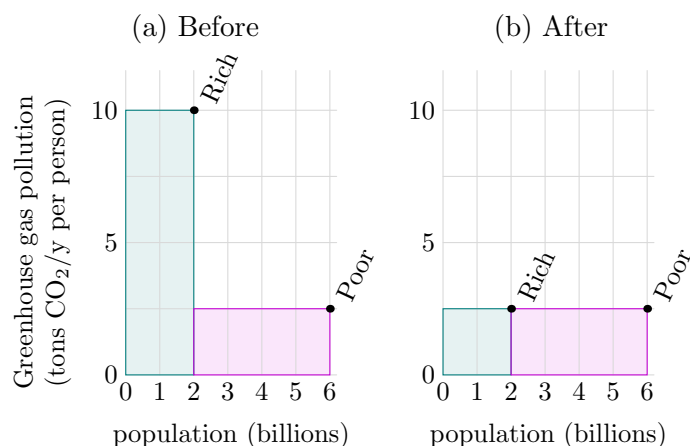 (a) Before
(b) After
Greenhouse gas pollution
(tons CO₂/y per person)
10
5
0
0 1 2 3 4 5 6
Rich
Poor
population (billions)
10
5
0
0 1 2 3 4 5 6
Rich
Poor
population (billions)